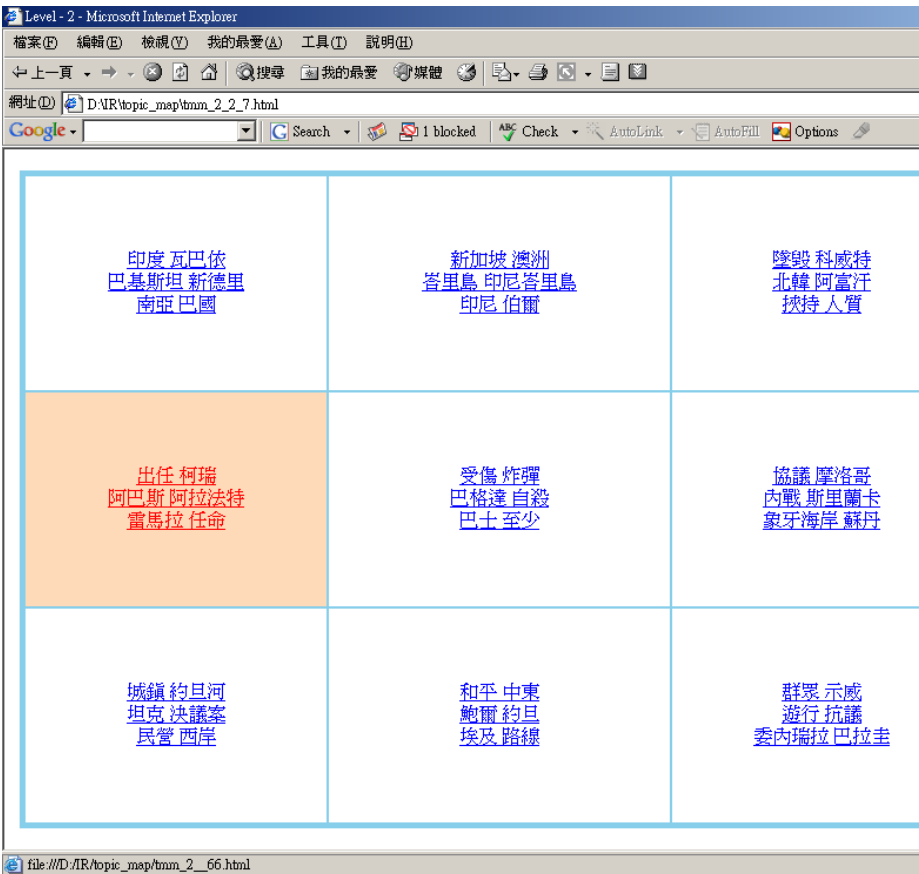 Level - 2 - Microsoft Internet Explorer
檔案(F) 編輯(E) 檢視(V) 我的最愛(A) 工具(T) 說明(H)
上一頁 搜尋 我的最愛 媒體
網址(D) D:\IR\topic_map\tmm_2_2_7.html
Google Search 1 blocked ABC Check AutoLink AutoFill Options
印度 瓦巴依
巴基斯坦 新德里
南亞 巴國
新加坡 澳洲
峇里島 印尼峇里島
印尼 伯爾
墜毀 科威特
北韓 阿富汗
挾持 人質
出任 柯瑞
阿巴斯 阿拉法特
雷馬拉 任命
受傷 炸彈
巴格達 自殺
巴士 至少
協議 摩洛哥
內戰 斯里蘭卡
象牙海岸 蘇丹
城鎮 約旦河
坦克 決議案
民營 西岸
和平 中東
鮑爾 約旦
埃及 路線
群眾 示威
遊行 抗議
委內瑞拉 巴拉圭
file:///D:/IR/topic_map/tmm_2__66.html